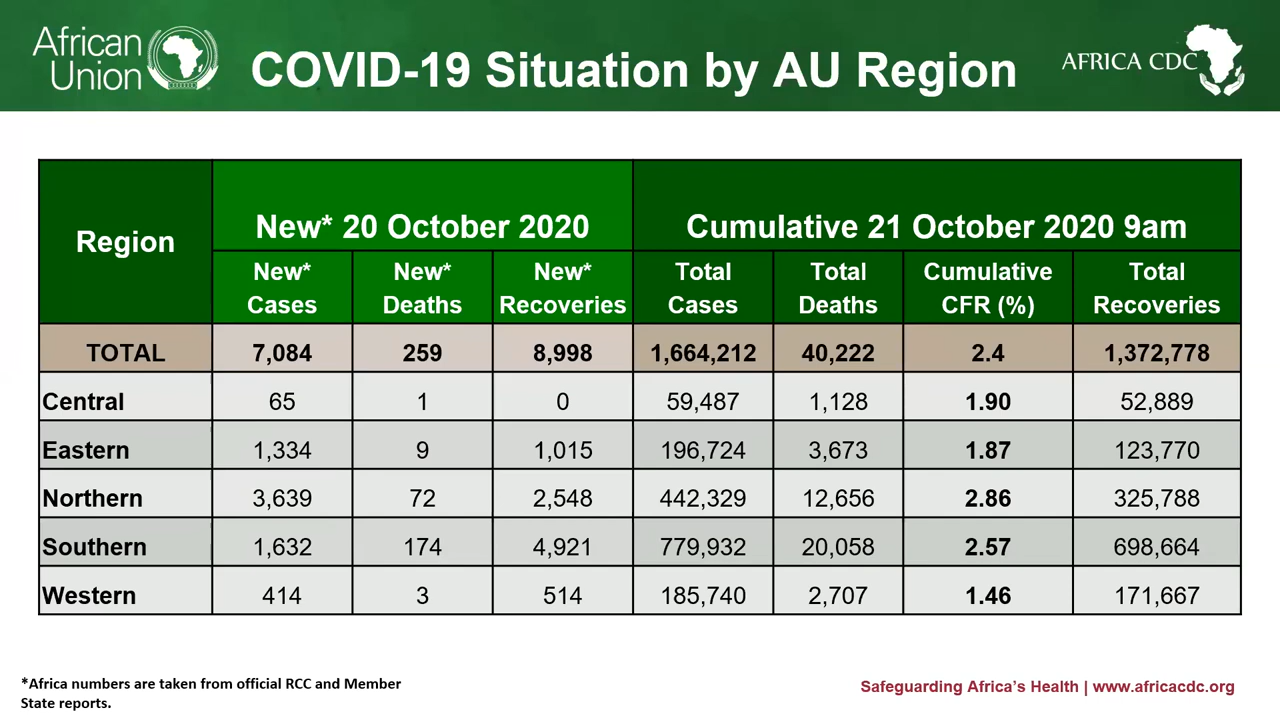 African
Union
COVID-19 Situation by AU Region
AFRICA CDC
Region
New* 20 October 2020
Cumulative 21 October 2020 9am
New*
Cases
New*
Deaths
New*
Recoveries
Total
Cases
Total
Deaths
Cumulative
CFR (%)
Total
Recoveries
TOTAL 7,084 259 8,998 1,664,212 40,222 2.4 1,372,778
Central 65 1 0 59,487 1,128 1.90 52,889
Eastern 1,334 9 1,015 196,724 3,673 1.87 123,770
Northern 3,639 72 2,548 442,329 12,656 2.86 325,788
Southern 1,632 174 4,921 779,932 20,058 2.57 698,664
Western 414 3 514 185,740 2,707 1.46 171,667
*Africa numbers are taken from official RCC and Member
State reports.
Safeguarding Africa's Health | www.africacdc.org